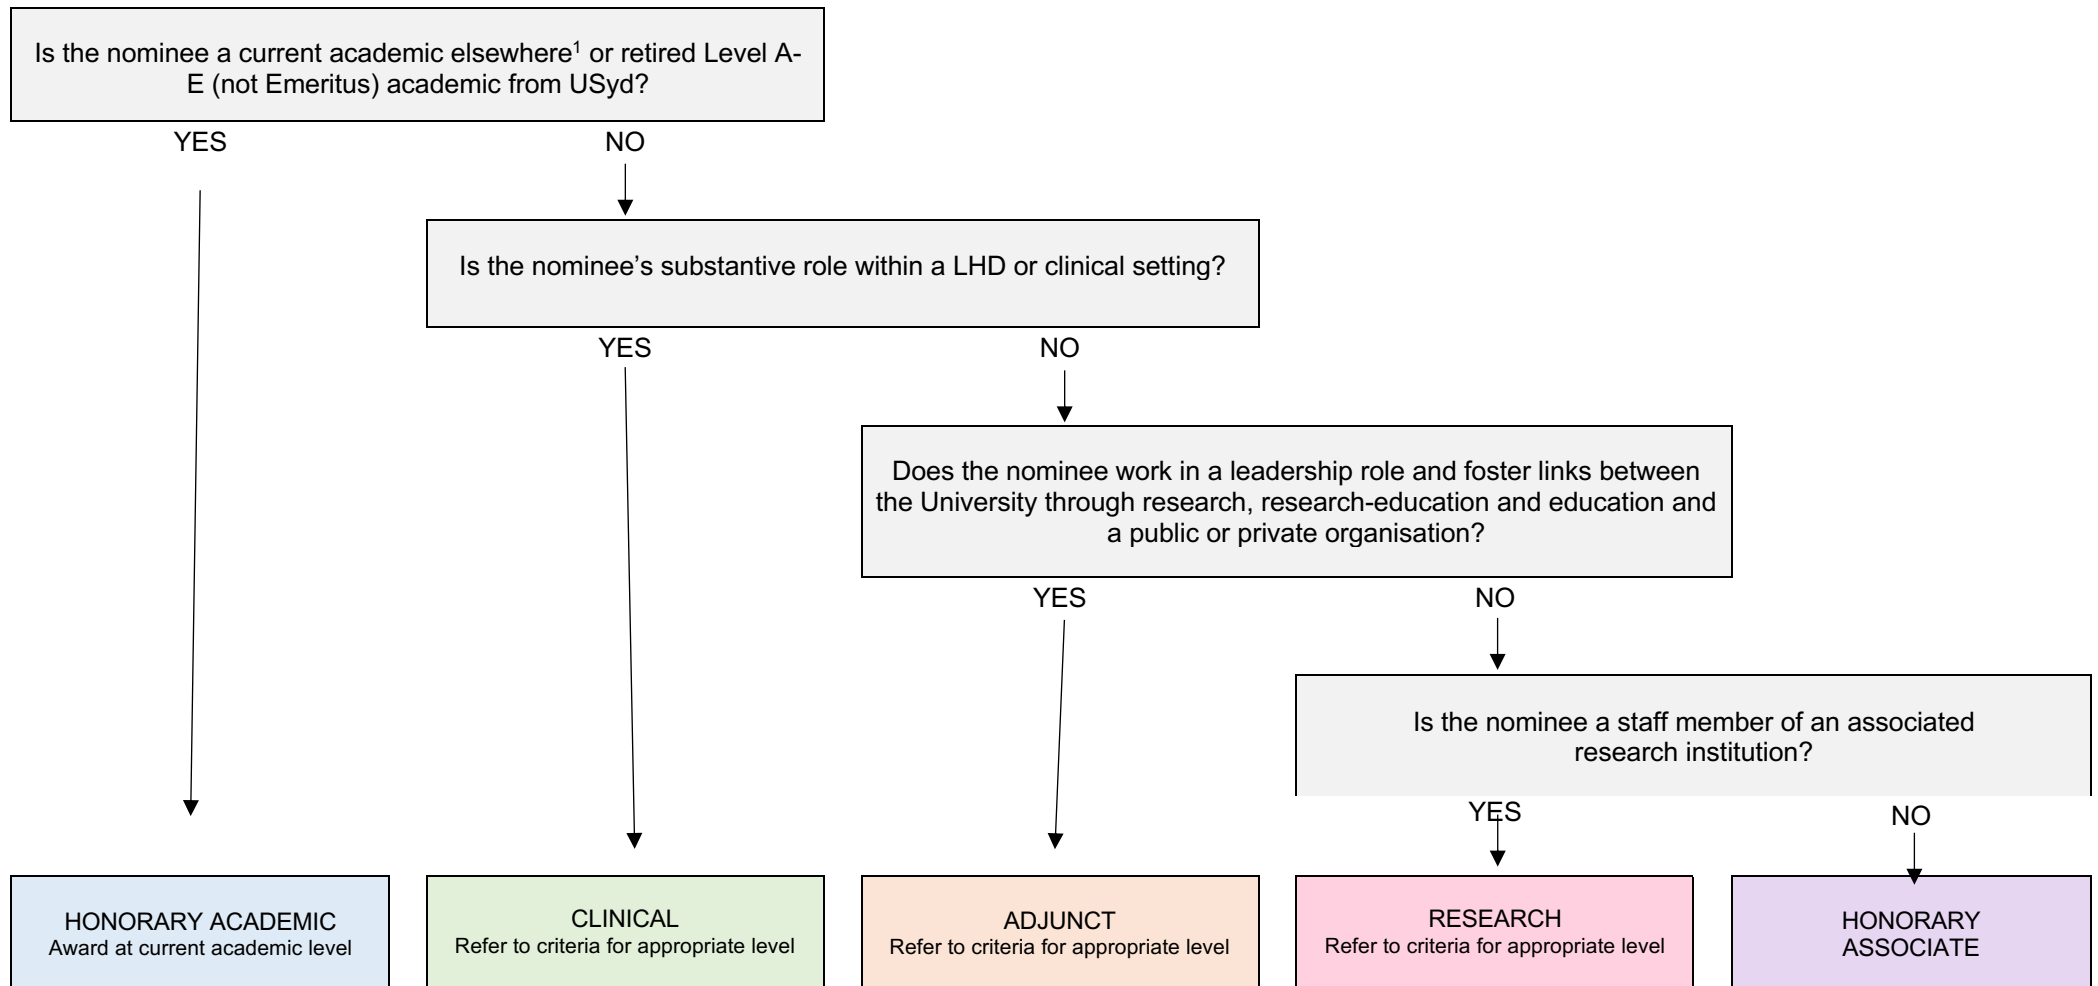 Is the nominee a current academic elsewhere¹ or retired Level A-
E (not Emeritus) academic from USyd?
YES
NO
Is the nominee’s substantive role within a LHD or clinical setting?
YES
NO
Does the nominee work in a leadership role and foster links between
the University through research, research-education and education and
a public or private organisation?
YES
NO
Is the nominee a staff member of an associated
research institution?
YES
NO
HONORARY ACADEMIC
Award at current academic level
CLINICAL
Refer to criteria for appropriate level
ADJUNCT
Refer to criteria for appropriate level
RESEARCH
Refer to criteria for appropriate level
HONORARY
ASSOCIATE